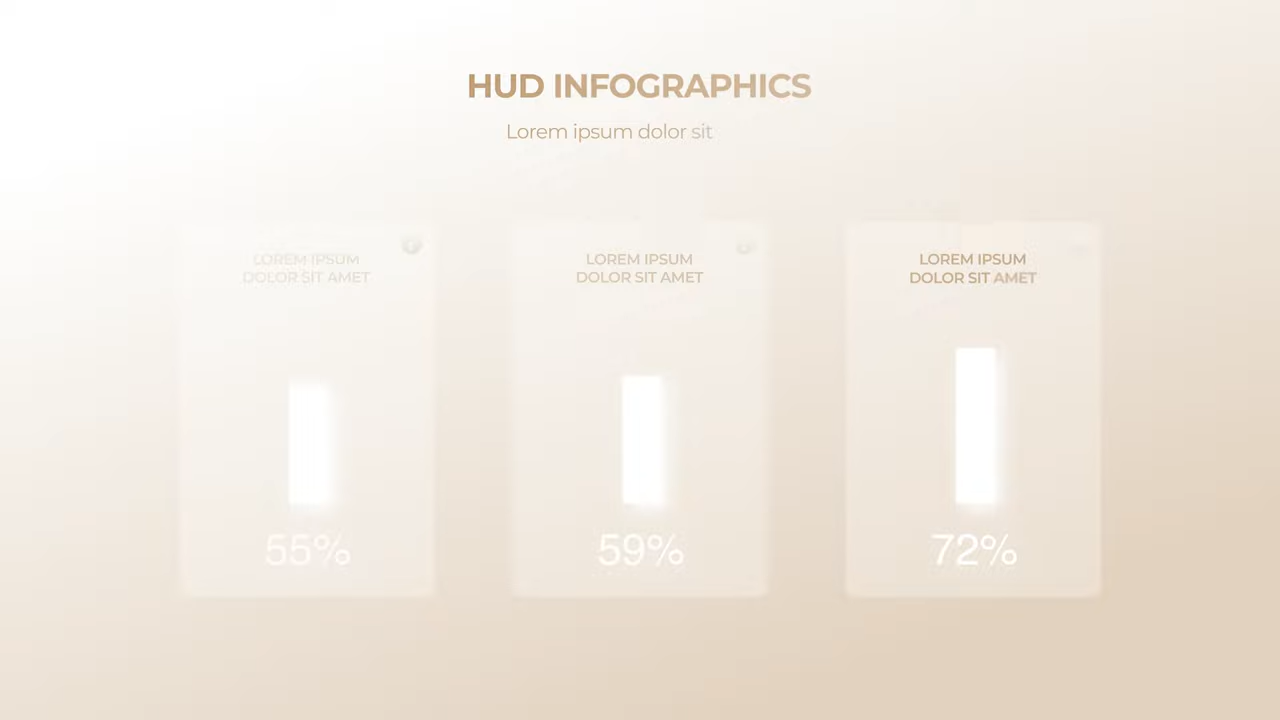 HUD INFOGRAPHICS
Lorem ipsum dolor sit
LOREM IPSUM
DOLOR SIT AMET
55%
LOREM IPSUM
DOLOR SIT AMET
59%
LOREM IPSUM
DOLOR SIT AMET
72%